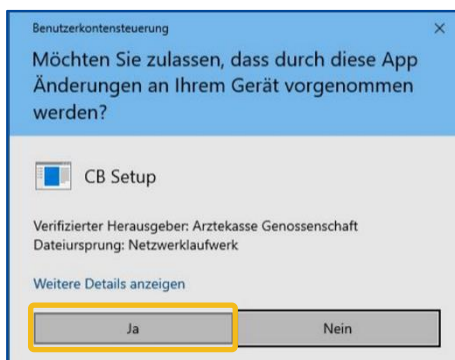 Benutzerkontensteuerung
Möchten Sie zulassen, dass durch diese App
Änderungen an Ihrem Gerät vorgenommen
werden?
CB Setup
Verifizierter Herausgeber: Arztekasse Genossenschaft
Dateiursprung: Netzwerklaufwerk
Weitere Details anzeigen
Ja
Nein